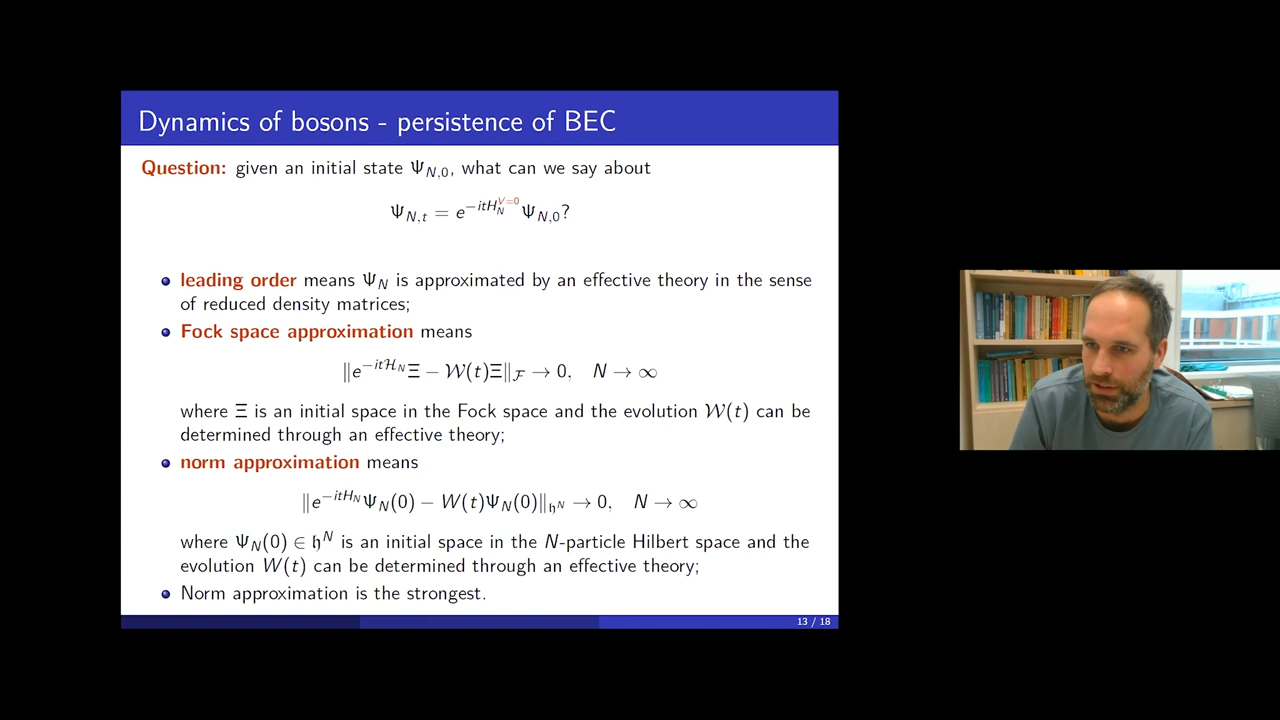 Dynamics of bosons - persistence of BEC
Question: given an initial state Ψ_{N,0}, what can we say about
Ψ_{N,t} = e^{-itH_N^{V=0}} Ψ_{N,0}?
leading order means Ψ_N is approximated by an effective theory in the sense
of reduced density matrices;
Fock space approximation means
‖e^{-itℋ_N} Ξ − 𝒲(t)Ξ‖_ℱ → 0, N → ∞
where Ξ is an initial space in the Fock space and the evolution 𝒲(t) can be
determined through an effective theory;
norm approximation means
‖e^{-itH_N} Ψ_N(0) − W(t)Ψ_N(0)‖_{𝔥^N} → 0, N → ∞
where Ψ_N(0) ∈ 𝔥^N is an initial space in the N-particle Hilbert space and the
evolution W(t) can be determined through an effective theory;
Norm approximation is the strongest.
13 / 18